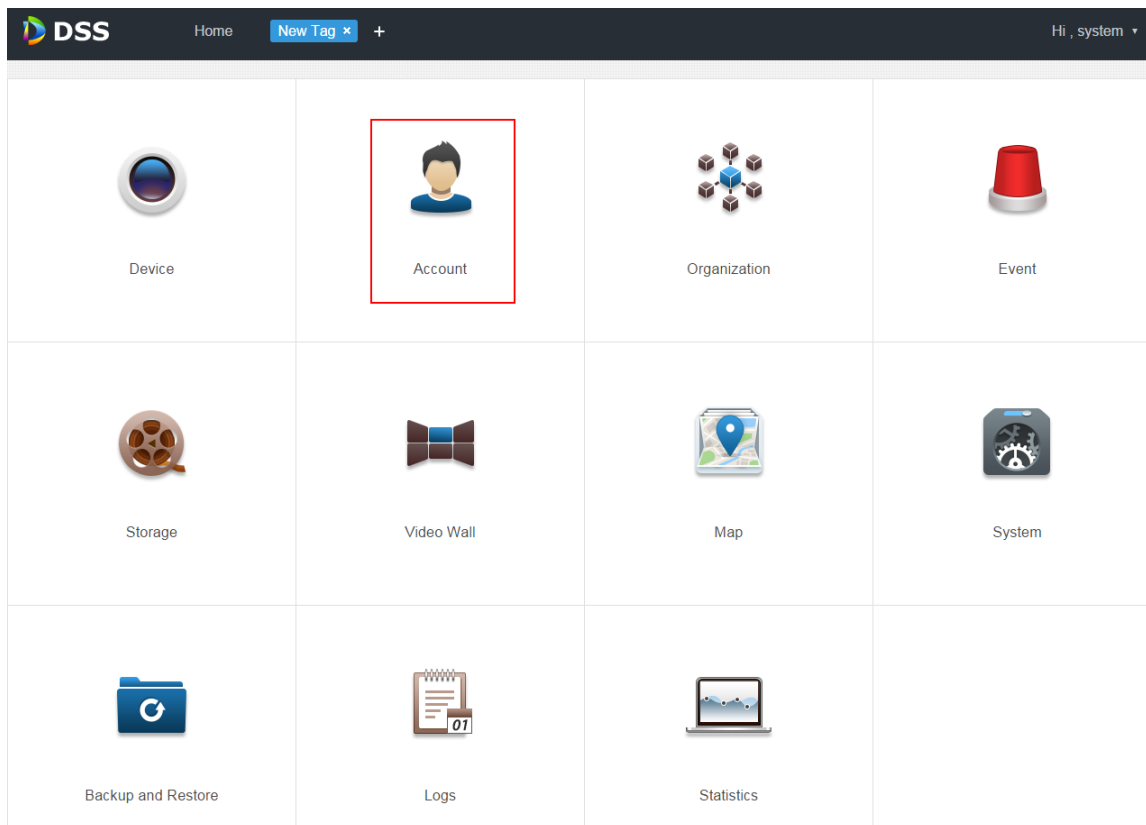 DSS Home New Tag × + Hi , system ▾
Device Account Organization Event
Storage Video Wall Map System
01
Backup and Restore Logs Statistics